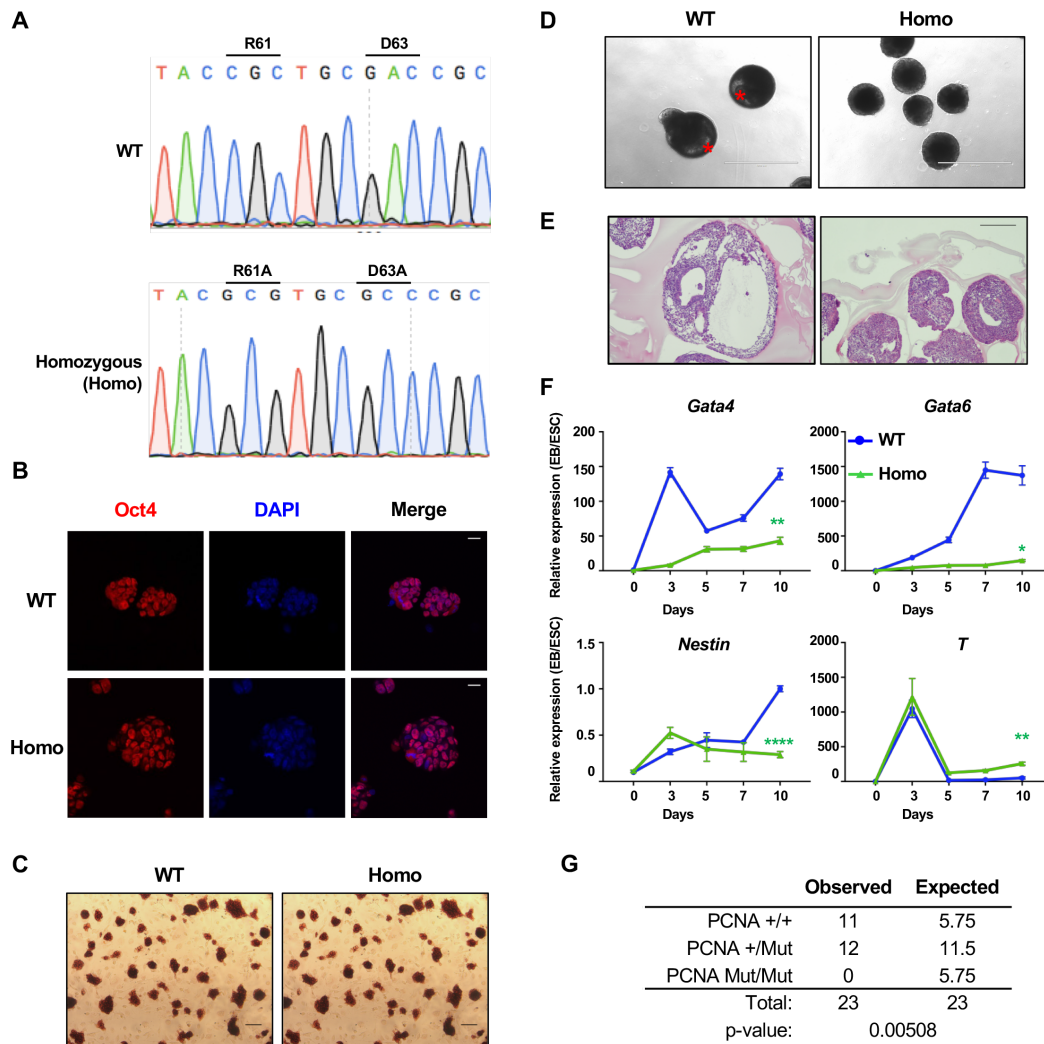 A
R61 D63
T A C C G C T G C G A C C G C
WT
R61A D63A
T A C G C G T G C G C C C G C
Homozygous
(Homo)
B
Oct4 DAPI Merge
WT
Homo
C
WT Homo
D
WT Homo
*
*
E
F
Gata4
Relative expression (EB/ESC)
200
150
100
50
0
0 3 5 7 10
Days
**
Gata6
2000
1500
1000
500
0
0 3 5 7 10
Days
WT
Homo
*
Nestin
Relative expression (EB/ESC)
1.5
1.0
0.5
0
0 3 5 7 10
Days
****
T
2000
1500
1000
500
0
0 3 5 7 10
Days
**
G
Observed Expected
PCNA +/+ 11 5.75
PCNA +/Mut 12 11.5
PCNA Mut/Mut 0 5.75
Total: 23 23
p-value: 0.00508